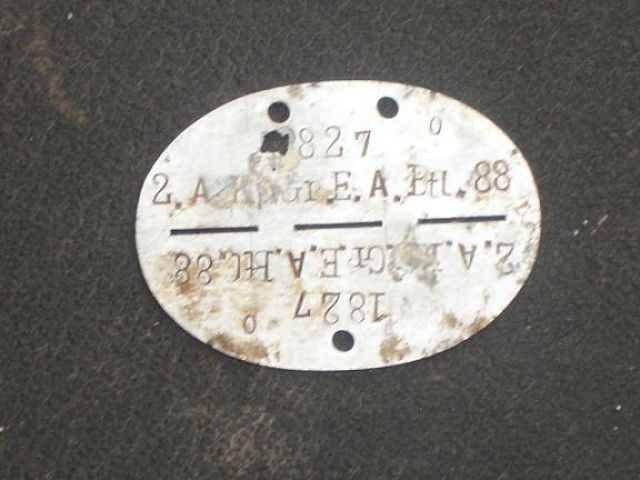 827 O
2. A. K. Gr. E. A. Btl. 88
2. A. K. Gr. E. A. Btl. 88
1827
O